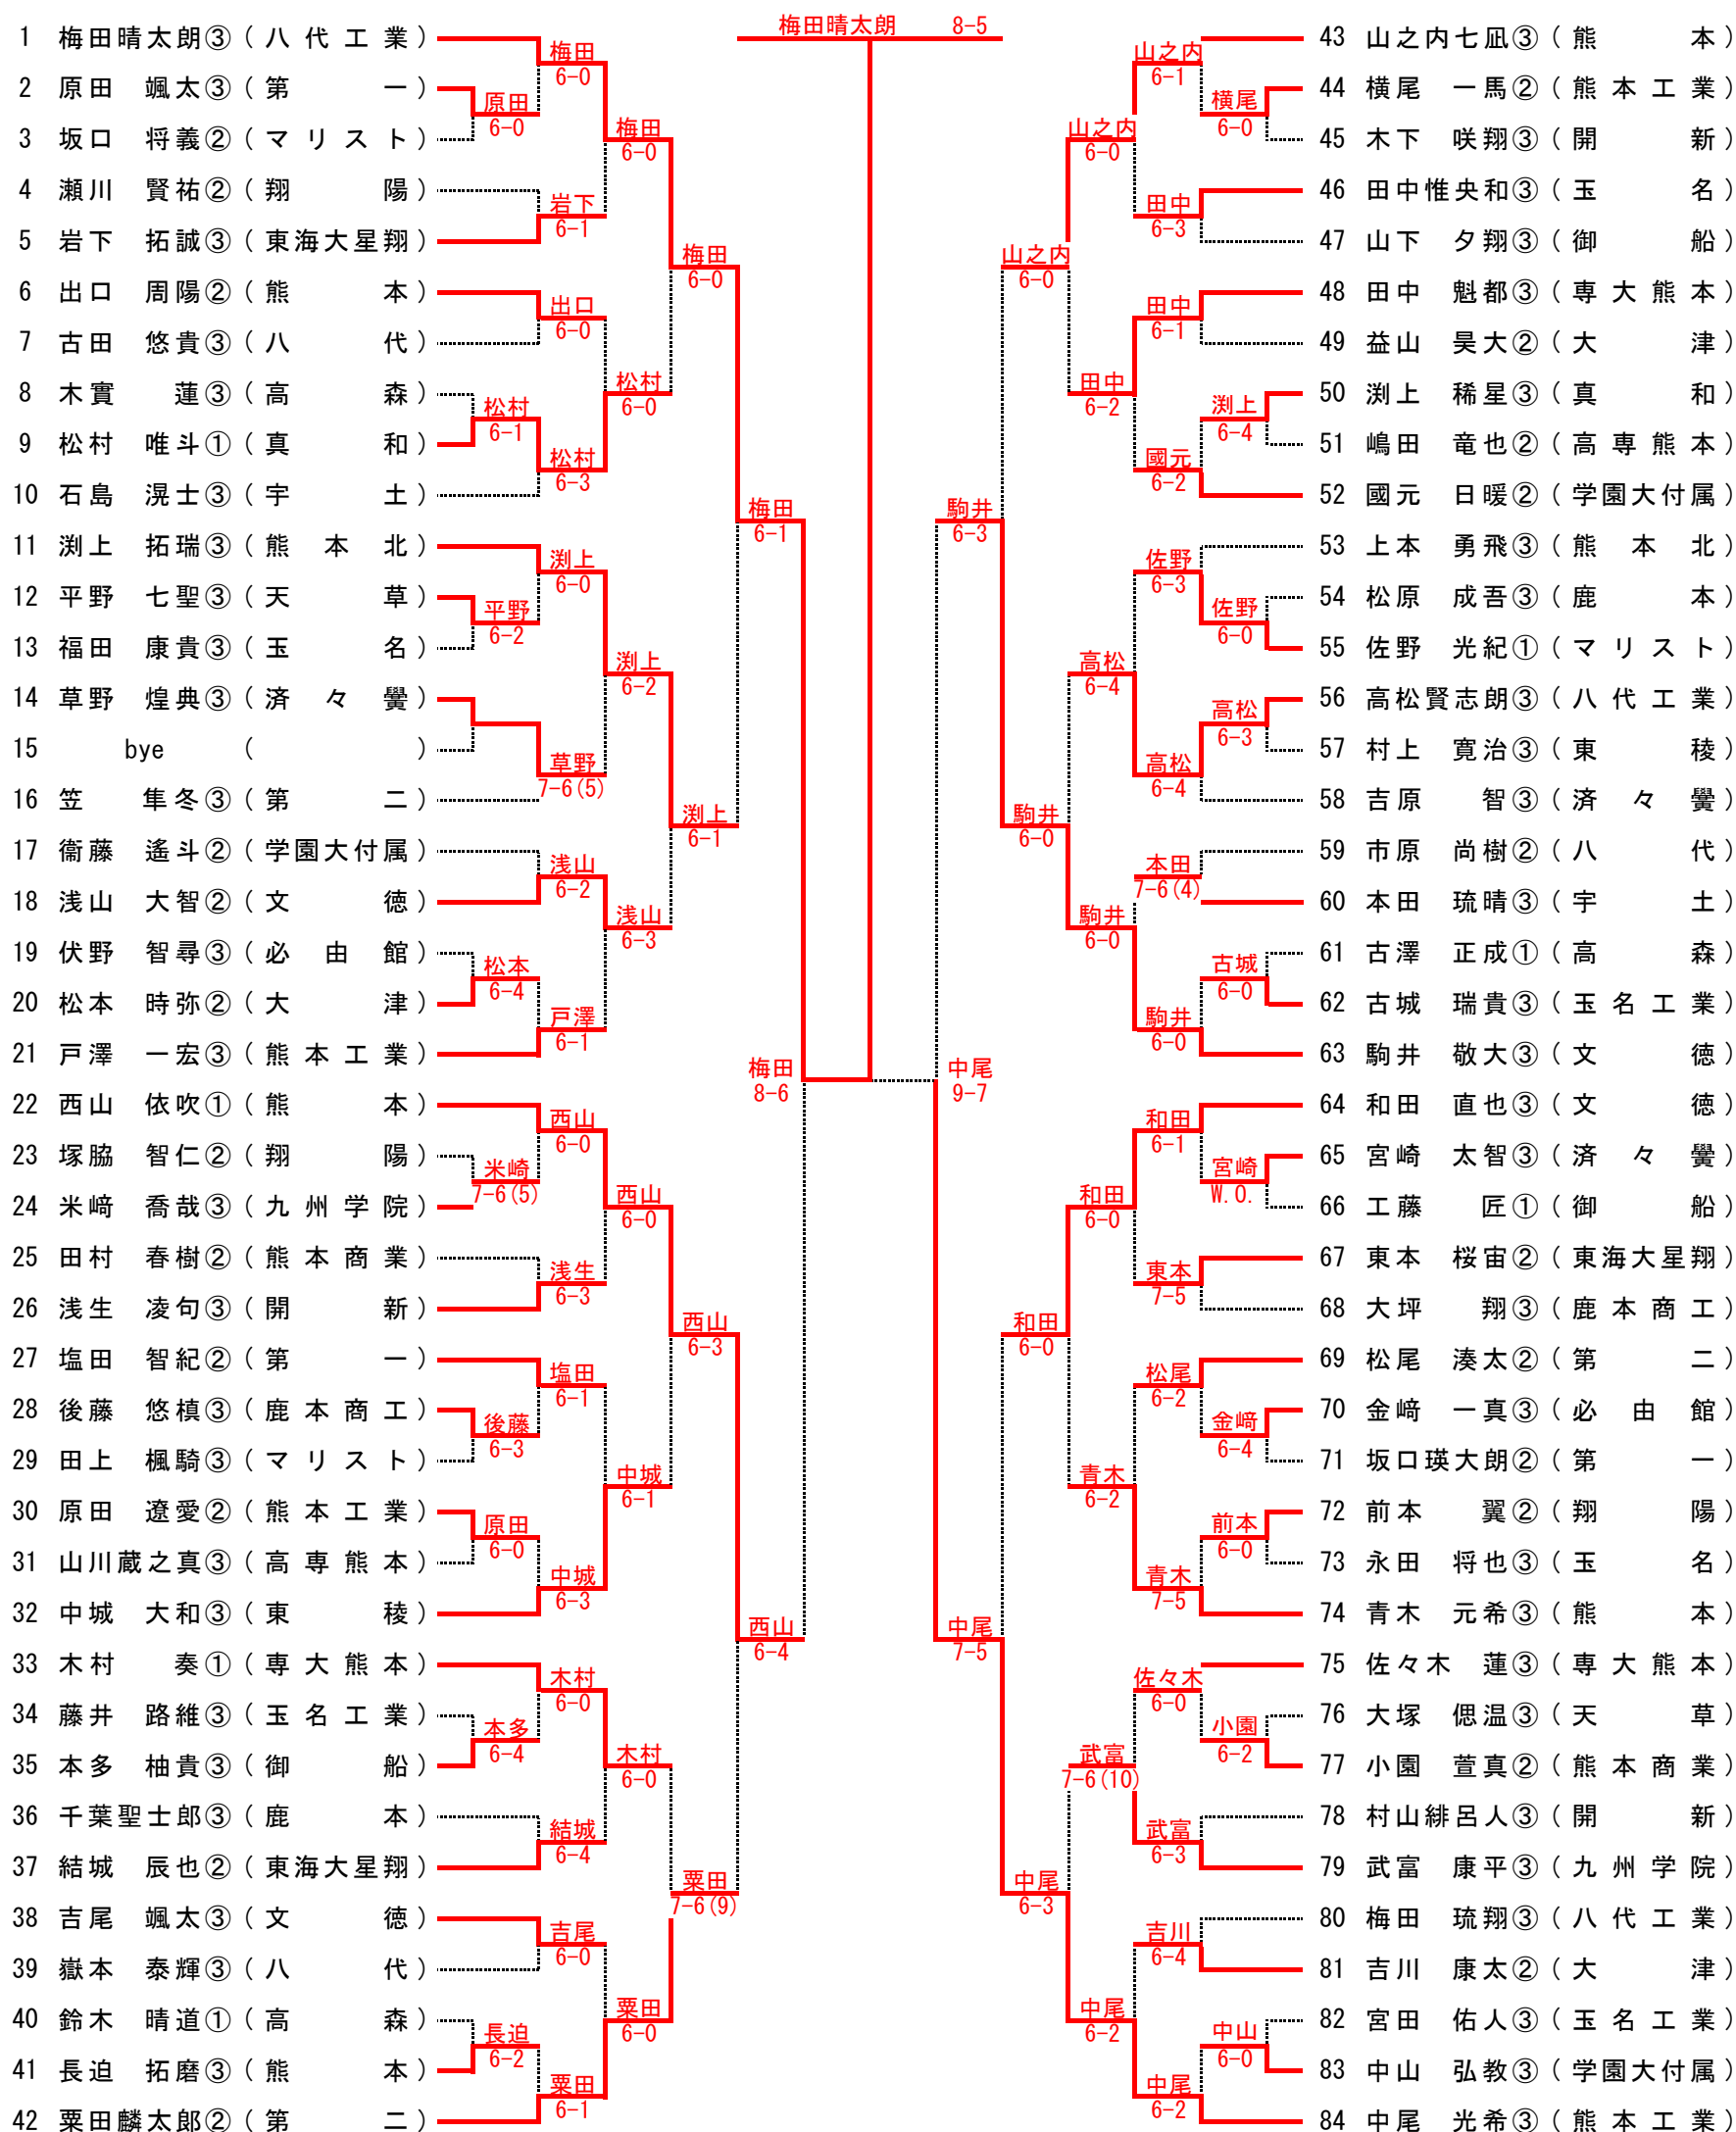 梅田晴太朗 8-5
1 梅田晴太朗③（八代工業）
2 原田 颯太③（第一）
3 坂口 将義②（マリスト）
4 瀬川 賢祐②（翔陽）
5 岩下 拓誠③（東海大星翔）
6 出口 周陽②（熊本）
7 古田 悠貴③（八代）
8 木實 蓮③（高森）
9 松村 唯斗①（真和）
10 石島 滉士③（宇土）
11 渕上 拓瑞③（熊本北）
12 平野 七聖③（天草）
13 福田 康貴③（玉名）
14 草野 煌典③（済々黌）
15 bye （ ）
16 笠 隼冬③（第二）
17 衞藤 遙斗②（学園大付属）
18 浅山 大智②（文徳）
19 伏野 智尋③（必由館）
20 松本 時弥②（大津）
21 戸澤 一宏③（熊本工業）
22 西山 依吹①（熊本）
23 塚脇 智仁②（翔陽）
24 米﨑 喬哉③（九州学院）
25 田村 春樹②（熊本商業）
26 浅生 凌句③（開新）
27 塩田 智紀②（第一）
28 後藤 悠槙③（鹿本商工）
29 田上 楓騎③（マリスト）
30 原田 遼愛②（熊本工業）
31 山川蔵之真③（高専熊本）
32 中城 大和③（東稜）
33 木村 奏①（専大熊本）
34 藤井 路維③（玉名工業）
35 本多 柚貴③（御船）
36 千葉聖士郎③（鹿本）
37 結城 辰也②（東海大星翔）
38 吉尾 颯太③（文徳）
39 嶽本 泰輝③（八代）
40 鈴木 晴道①（高森）
41 長迫 拓磨③（熊本）
42 粟田麟太郎②（第二）
原田
6-0
松村
6-1
平野
6-2
松本
6-4
米崎
7-6(5)
後藤
6-3
原田
6-0
本多
6-4
長迫
6-2
梅田
6-0
岩下
6-1
出口
6-0
松村
6-3
渕上
6-0
草野
7-6(5)
浅山
6-2
戸澤
6-1
西山
6-0
浅生
6-3
塩田
6-1
中城
6-3
木村
6-0
結城
6-4
吉尾
6-0
粟田
6-1
梅田
6-0
松村
6-0
渕上
6-2
浅山
6-3
西山
6-0
中城
6-1
木村
6-0
粟田
6-0
梅田
6-0
渕上
6-1
西山
6-3
粟田
7-6(9)
梅田
6-1
西山
6-4
梅田
8-6
中尾
9-7
駒井
6-3
中尾
7-5
山之内
6-0
駒井
6-0
和田
6-0
中尾
6-3
山之内
6-0
田中
6-2
高松
6-4
駒井
6-0
和田
6-0
青木
6-2
武富
7-6(10)
中尾
6-2
山之内
6-1
田中
6-3
田中
6-1
國元
6-2
佐野
6-3
高松
6-4
本田
7-6(4)
駒井
6-0
和田
6-1
東本
7-5
松尾
6-2
青木
7-5
佐々木
6-0
武富
6-3
吉川
6-4
中尾
6-2
横尾
6-0
渕上
6-4
佐野
6-0
高松
6-3
古城
6-0
宮崎
W.O.
金﨑
6-4
前本
6-0
小園
6-2
中山
6-0
43 山之内七凪③（熊本）
44 横尾 一馬②（熊本工業）
45 木下 咲翔③（開新）
46 田中惟央和③（玉名）
47 山下 夕翔③（御船）
48 田中 魁都③（専大熊本）
49 益山 昊大②（大津）
50 渕上 稀星③（真和）
51 嶋田 竜也②（高専熊本）
52 國元 日暖②（学園大付属）
53 上本 勇飛③（熊本北）
54 松原 成吾③（鹿本）
55 佐野 光紀①（マリスト）
56 高松賢志朗③（八代工業）
57 村上 寛治③（東稜）
58 吉原 智③（済々黌）
59 市原 尚樹②（八代）
60 本田 琉晴③（宇土）
61 古澤 正成①（高森）
62 古城 瑞貴③（玉名工業）
63 駒井 敬大③（文徳）
64 和田 直也③（文徳）
65 宮崎 太智③（済々黌）
66 工藤 匠①（御船）
67 東本 桜宙②（東海大星翔）
68 大坪 翔③（鹿本商工）
69 松尾 湊太②（第二）
70 金﨑 一真③（必由館）
71 坂口瑛大朗②（第一）
72 前本 翼②（翔陽）
73 永田 将也③（玉名）
74 青木 元希③（熊本）
75 佐々木 蓮③（専大熊本）
76 大塚 偲温③（天草）
77 小園 萱真②（熊本商業）
78 村山緋呂人③（開新）
79 武富 康平③（九州学院）
80 梅田 琉翔③（八代工業）
81 吉川 康太②（大津）
82 宮田 佑人③（玉名工業）
83 中山 弘教③（学園大付属）
84 中尾 光希③（熊本工業）